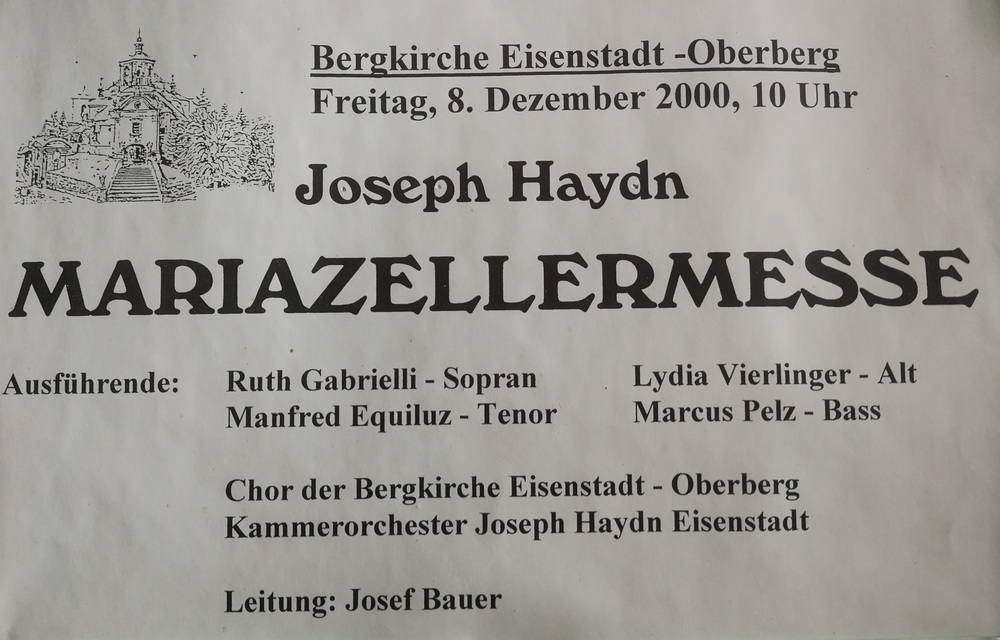 Bergkirche Eisenstadt -Oberberg
Freitag, 8. Dezember 2000, 10 Uhr
Joseph Haydn
MARIAZELLERMESSE
Ausführende: Ruth Gabrielli - Sopran Lydia Vierlinger - Alt
Manfred Equiluz - Tenor Marcus Pelz - Bass
Chor der Bergkirche Eisenstadt - Oberberg
Kammerorchester Joseph Haydn Eisenstadt
Leitung: Josef Bauer